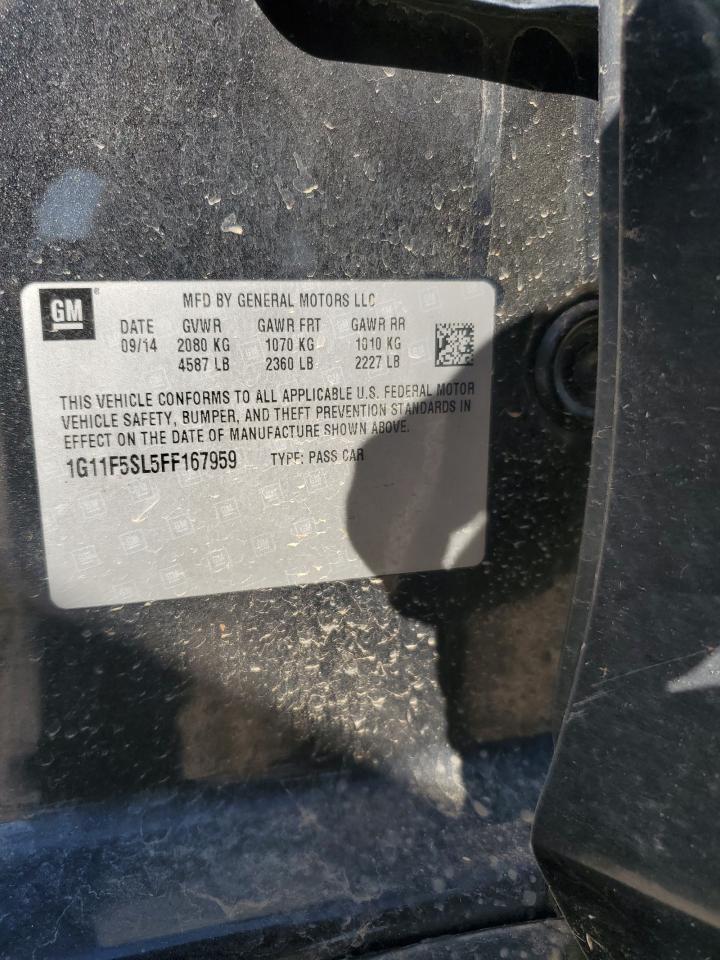 GM ® MFD BY GENERAL MOTORS LLC
DATE GVWR GAWR FRT GAWR RR
09/14 2080 KG 1070 KG 1010 KG
4587 LB 2360 LB 2227 LB
THIS VEHICLE CONFORMS TO ALL APPLICABLE U.S. FEDERAL MOTOR
VEHICLE SAFETY, BUMPER, AND THEFT PREVENTION STANDARDS IN
EFFECT ON THE DATE OF MANUFACTURE SHOWN ABOVE.
1G11F5SL5FF167959 TYPE: PASS CAR